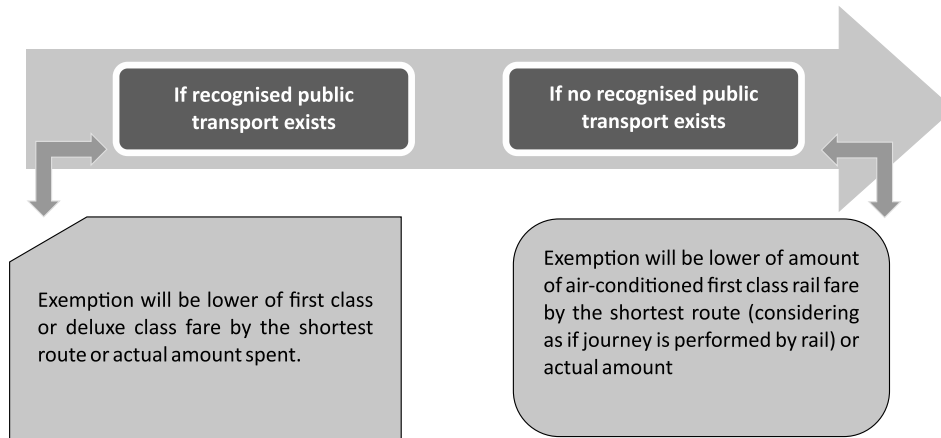 If recognised public
transport exists
If no recognised public
transport exists
Exemption will be lower of first class
or deluxe class fare by the shortest
route or actual amount spent.
Exemption will be lower of amount
of air-conditioned first class rail fare
by the shortest route (considering
as if journey is performed by rail) or
actual amount